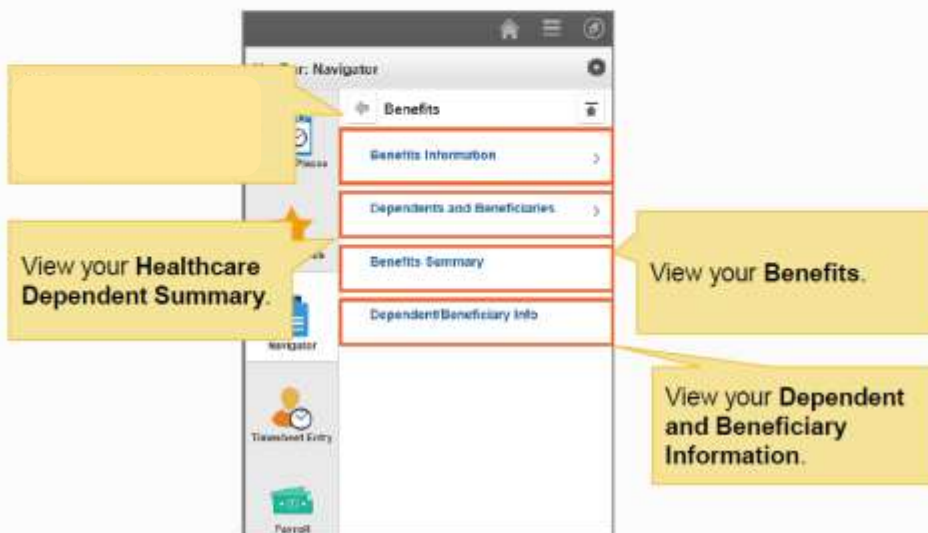 Navigator
Benefits
Benefits Information
Dependents and Beneficiaries
Benefits Summary
Dependent/Beneficiary Info
View your Healthcare
Dependent Summary.
View your Benefits.
View your Dependent
and Beneficiary
Information.
Navigator
Timesheet Entry
Payroll